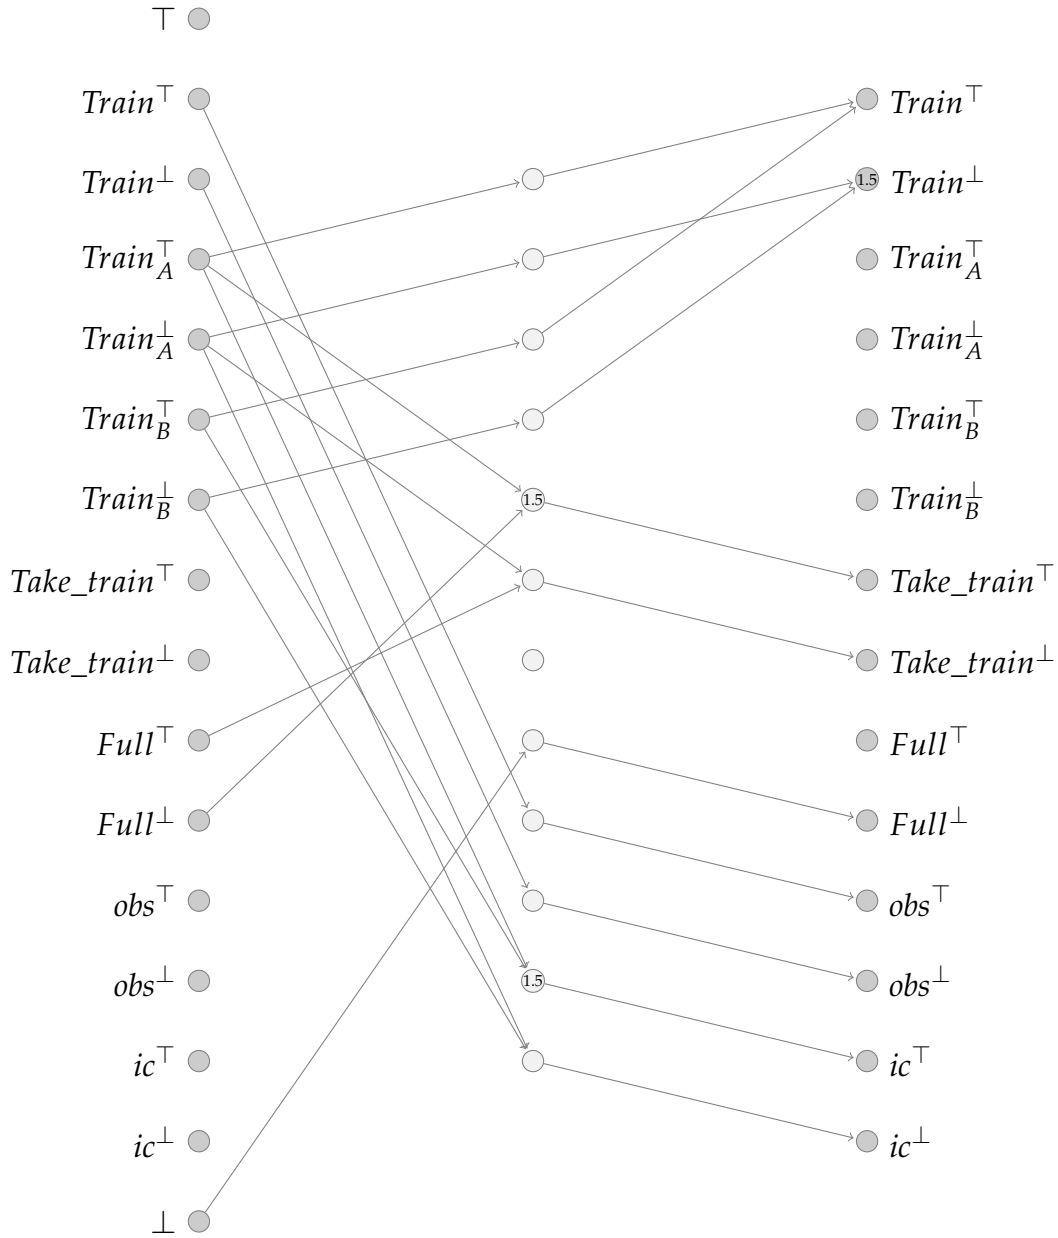 ⊤
Train⊤ Train⊤
Train⊥ 1.5 Train⊥
Train⊤A Train⊤A
Train⊥A Train⊥A
Train⊤B Train⊤B
Train⊥B 1.5 Train⊥B
Take_train⊤ Take_train⊤
Take_train⊥ Take_train⊥
Full⊤ Full⊤
Full⊥ Full⊥
obs⊤ obs⊤
obs⊥ 1.5 obs⊥
ic⊤ ic⊤
ic⊥ ic⊥
⊥